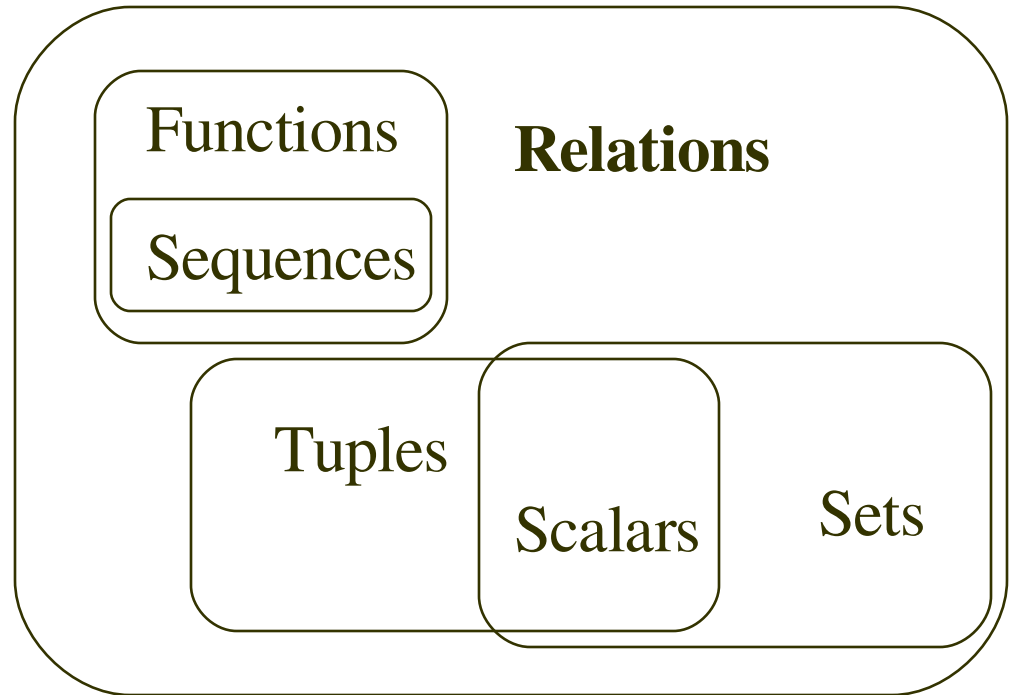 Functions
Relations
Sequences
Tuples
Scalars
Sets